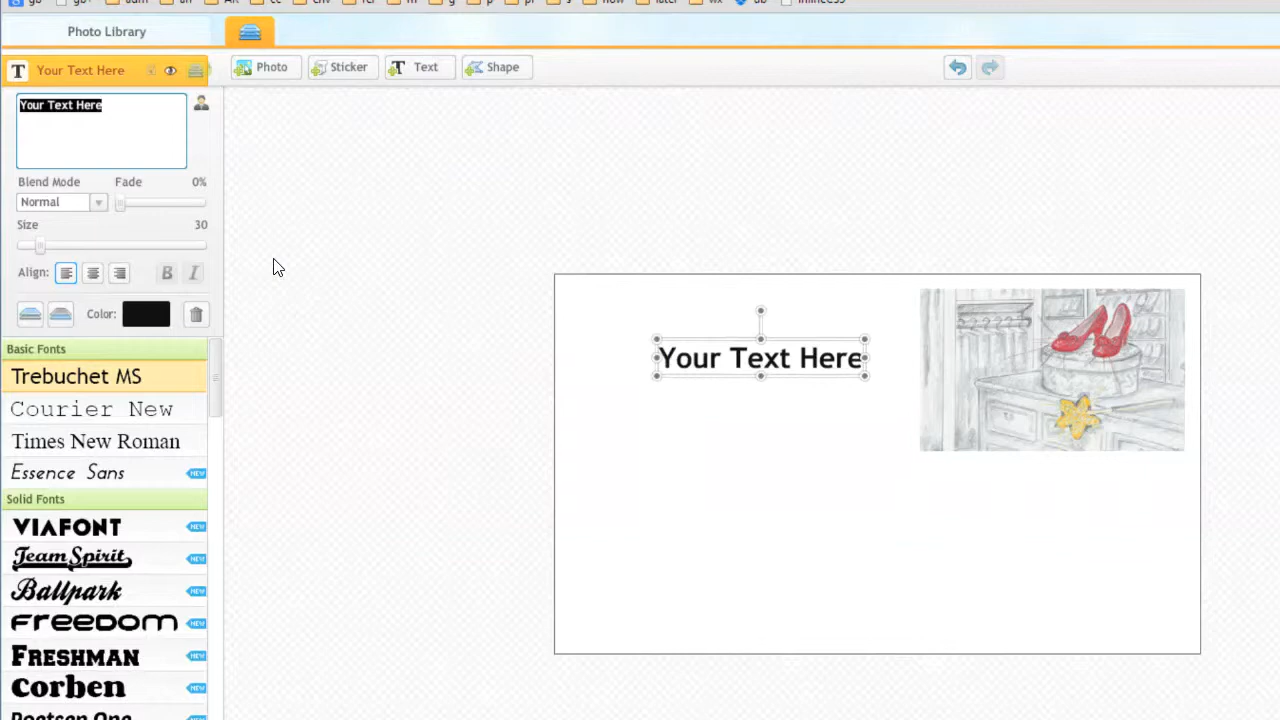 Photo Library
Your Text Here
Photo
Sticker
Text
Shape
Your Text Here
Blend Mode
Fade
0%
Normal
Size
30
Align:
B
I
Color:
Basic Fonts
Trebuchet MS
Courier New
Times New Roman
Essence Sans
NEW
Solid Fonts
VIAFONT
NEW
Team Spirit
NEW
Ballpark
NEW
FREEDOM
NEW
FRESHMAN
NEW
Corben
NEW
Your Text Here